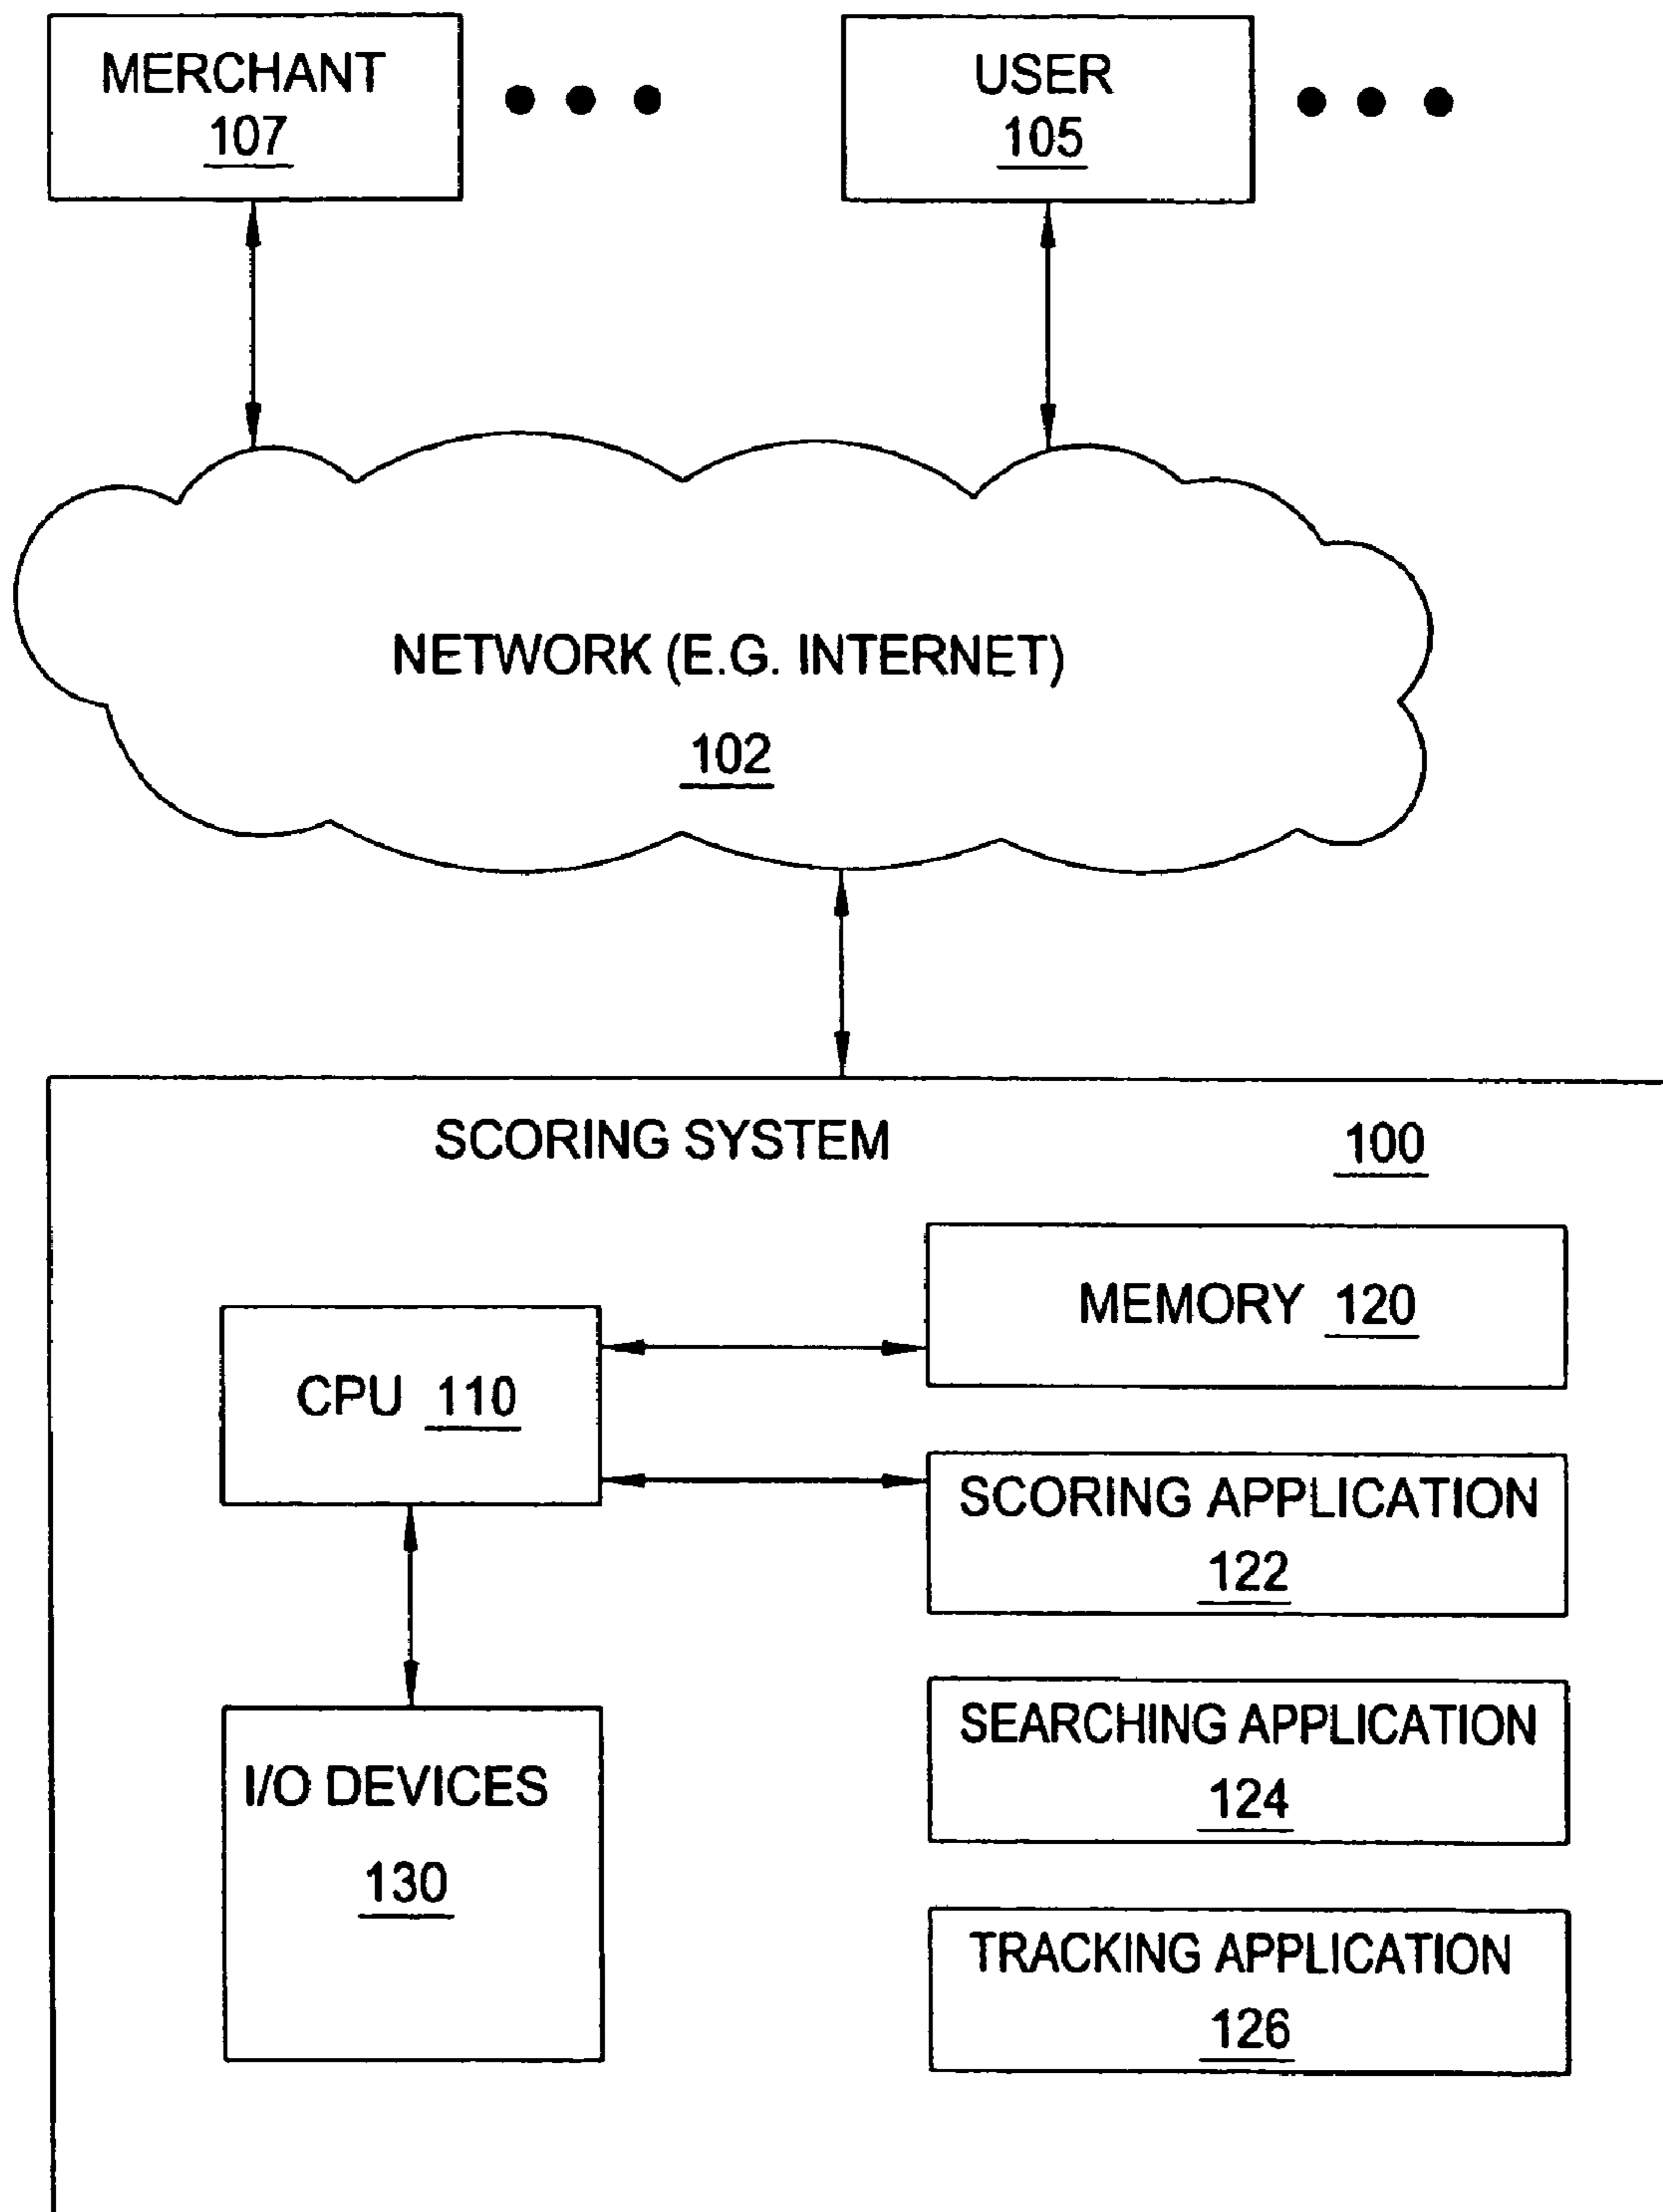 MERCHANT
107
USER
105
NETWORK (E.G. INTERNET)
102
SCORING SYSTEM 100
MEMORY 120
CPU 110
SCORING APPLICATION
122
SEARCHING APPLICATION
124
I/O DEVICES
130
TRACKING APPLICATION
126